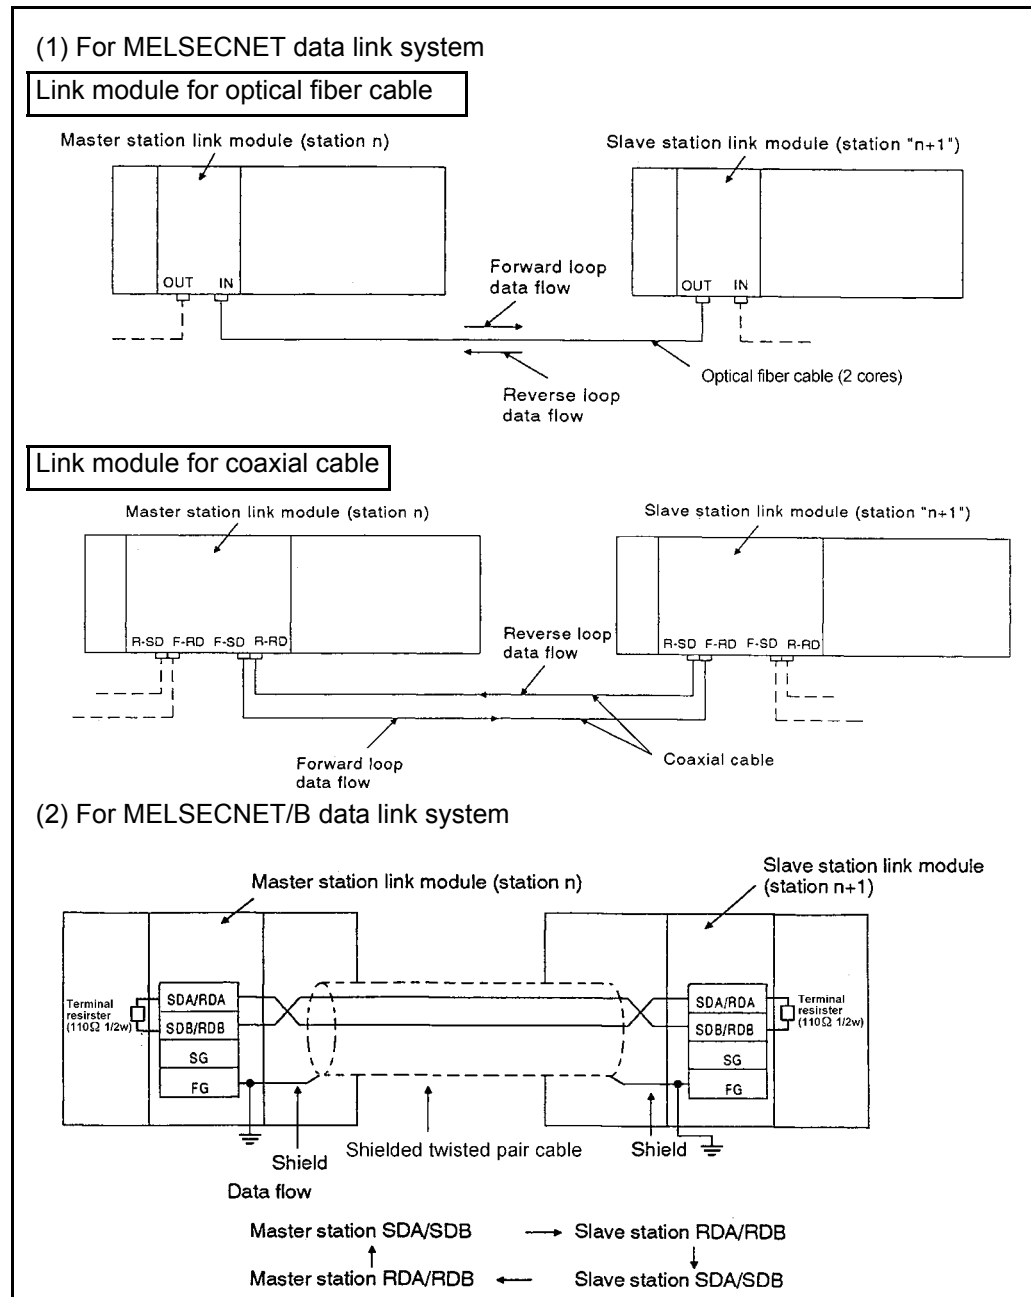 (1) For MELSECNET data link system
Link module for optical fiber cable
Master station link module (station n)
Slave station link module (station "n+1")
OUT IN
OUT IN
Forward loop
data flow
Optical fiber cable (2 cores)
Reverse loop
data flow
Link module for coaxial cable
Master station link module (station n)
Slave station link module (station "n+1")
R-SD F-RD F-SD R-RD
R-SD F-RD F-SD R-RD
Reverse loop
data flow
Forward loop
data flow
Coaxial cable
(2) For MELSECNET/B data link system
Master station link module (station n)
Slave station link module
(station n+1)
Terminal
resirster
(110Ω 1/2w)
SDA/RDA
SDB/RDB
SG
FG
SDA/RDA
SDB/RDB
SG
FG
Terminal
resirster
(110Ω 1/2w)
Shield
Shielded twisted pair cable
Shield
Data flow
Master station SDA/SDB → Slave station RDA/RDB
↑ ↓
Master station RDA/RDB ← Slave station SDA/SDB